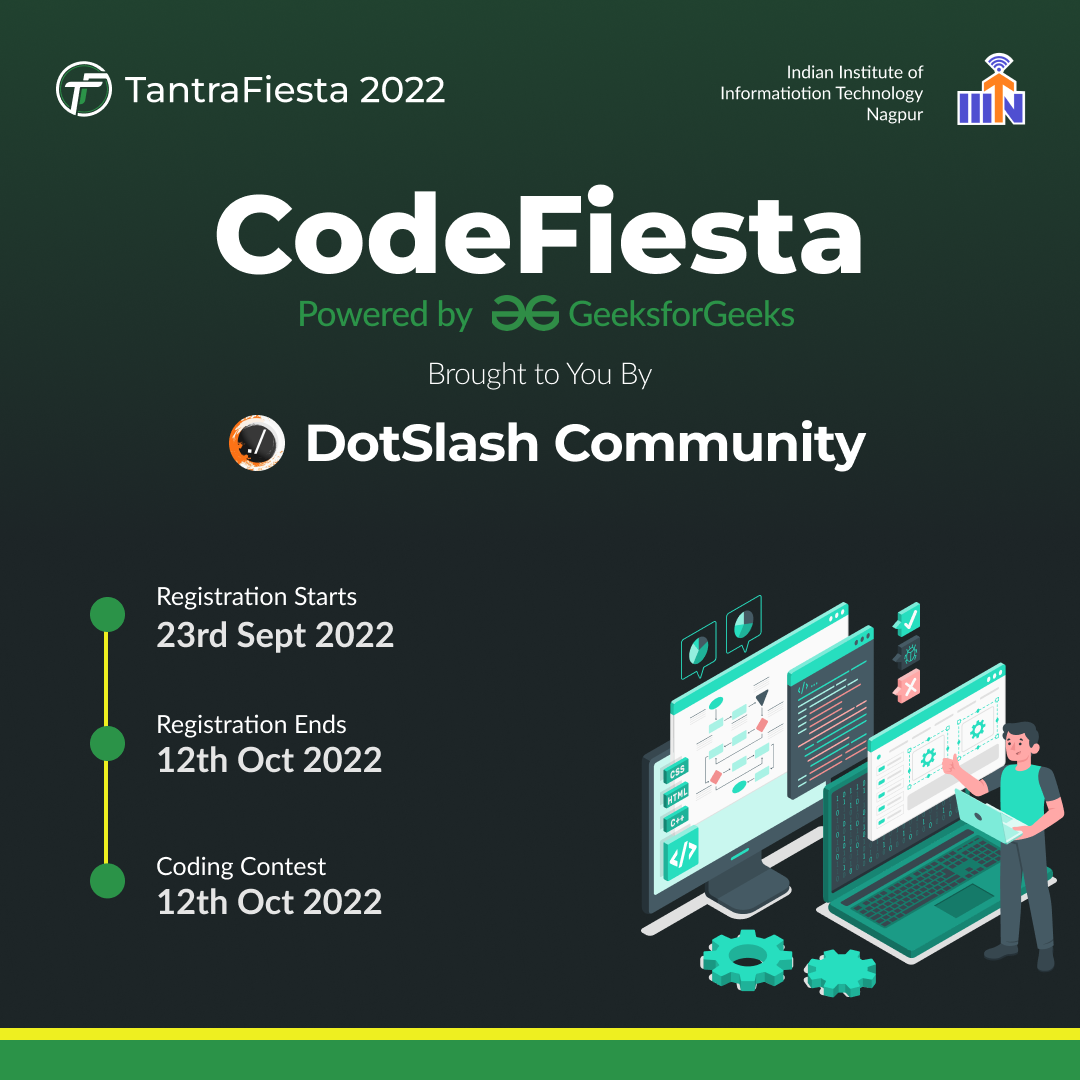 TantraFiesta 2022
Indian Institute of
Informatiotion Technology
Nagpur
IIITN
CodeFiesta
Powered by GeeksforGeeks
Brought to You By
./ DotSlash Community
Registration Starts
23rd Sept 2022
Registration Ends
12th Oct 2022
Coding Contest
12th Oct 2022
</> ...
CSS
HTML
C++
</>